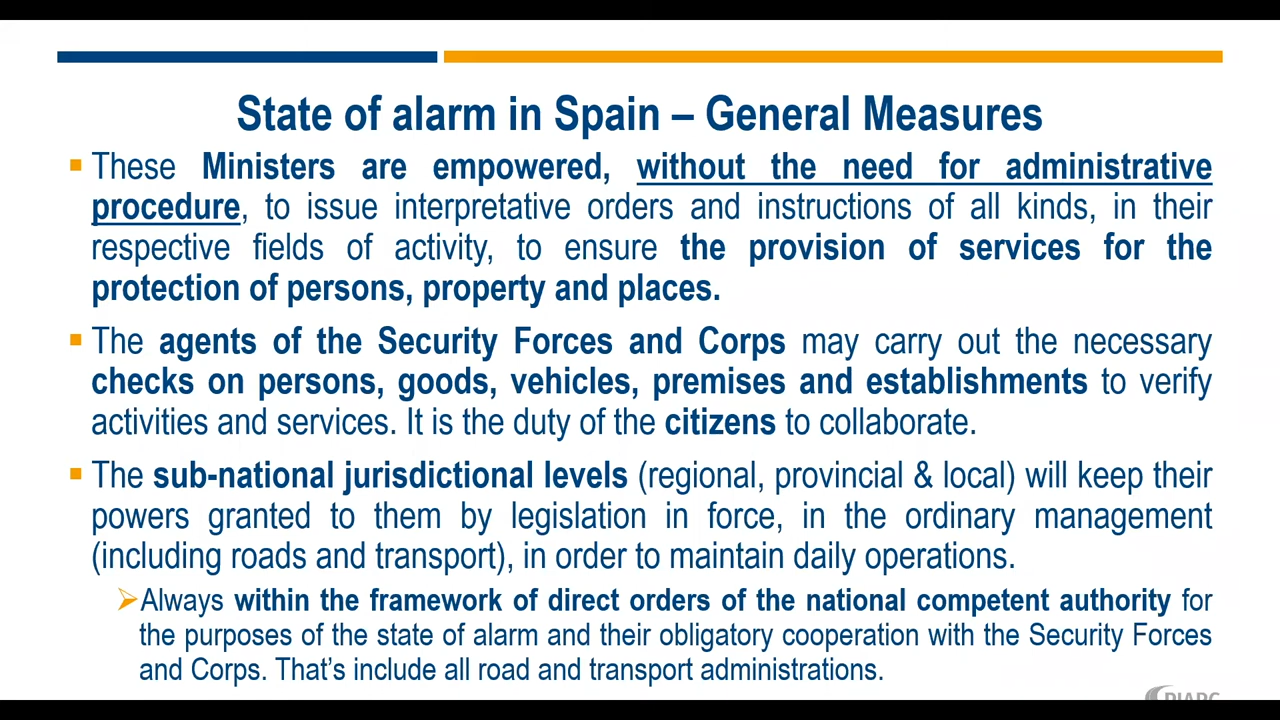 State of alarm in Spain – General Measures
These Ministers are empowered, without the need for administrative
procedure, to issue interpretative orders and instructions of all kinds, in their
respective fields of activity, to ensure the provision of services for the
protection of persons, property and places.
The agents of the Security Forces and Corps may carry out the necessary
checks on persons, goods, vehicles, premises and establishments to verify
activities and services. It is the duty of the citizens to collaborate.
The sub-national jurisdictional levels (regional, provincial & local) will keep their
powers granted to them by legislation in force, in the ordinary management
(including roads and transport), in order to maintain daily operations.
Always within the framework of direct orders of the national competent authority for
the purposes of the state of alarm and their obligatory cooperation with the Security Forces
and Corps. That's include all road and transport administrations.